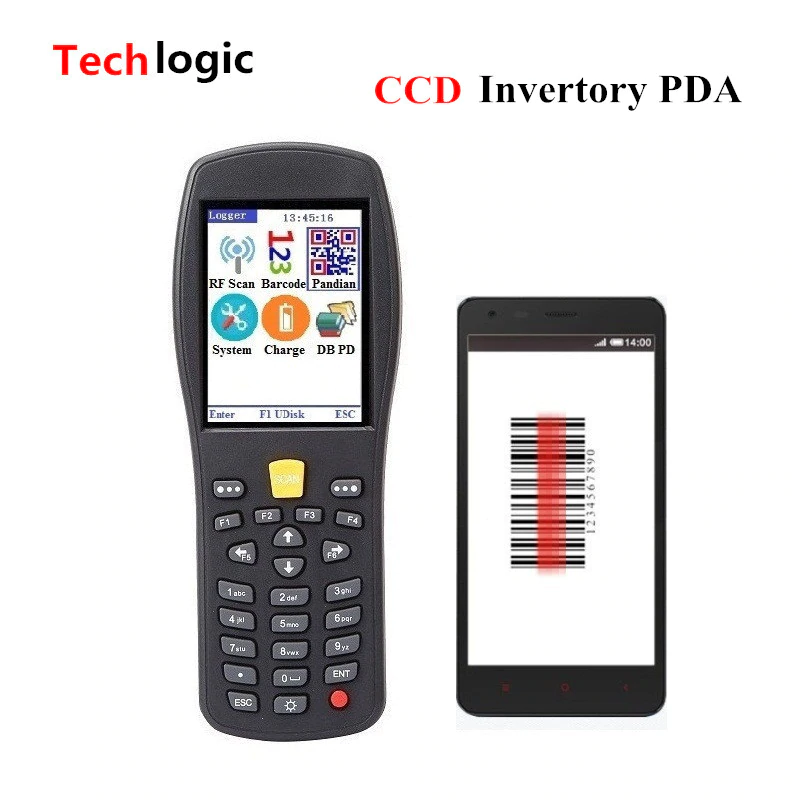 Techlogic
CCD Invertory PDA
Logger 13:45:16
123
RF Scan Barcode Pandian
System Charge DB PD
Enter F1 UDisk ESC
14:00
1234567890
SCAN
F1 F2 F3 F4
F5 F6
1abc 2def 3ghi
4jkl 5mno 6pqr
7stu 8vwx 9yz
. 0 ENT
ESC